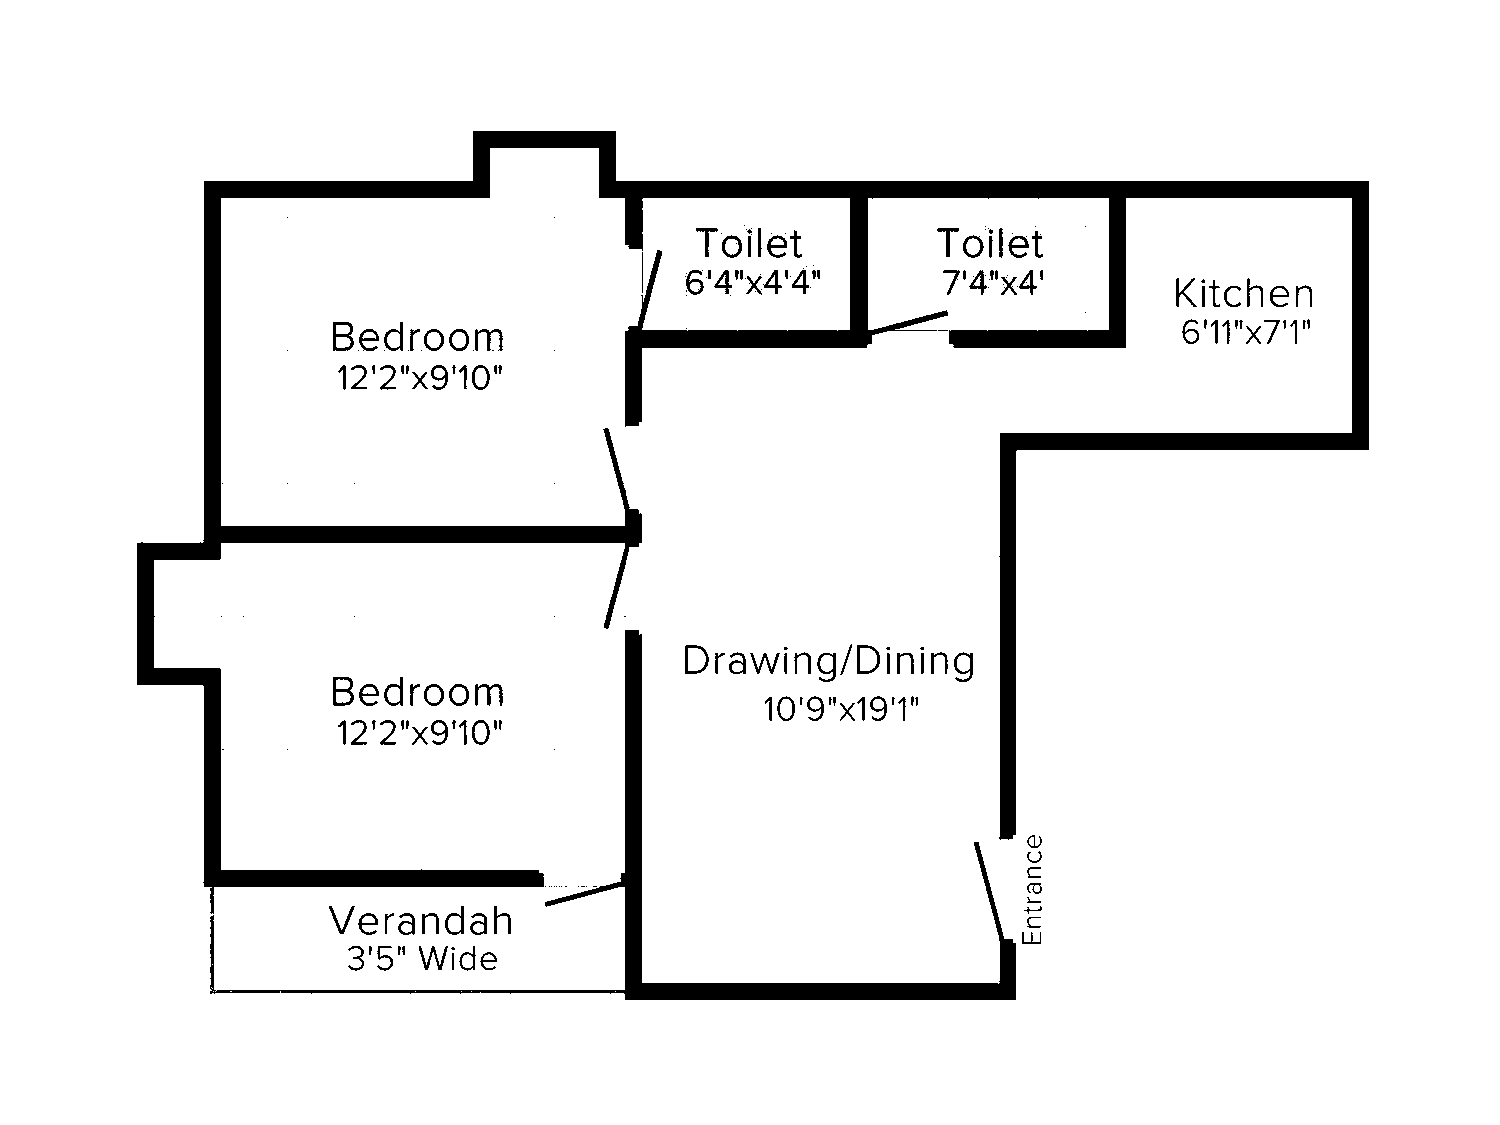 Toilet
6'4"x4'4"
Toilet
7'4"x4'
Kitchen
6'11"x7'1"
Bedroom
12'2"x9'10"
Drawing/Dining
10'9"x19'1"
Bedroom
12'2"x9'10"
Entrance
Verandah
3'5" Wide